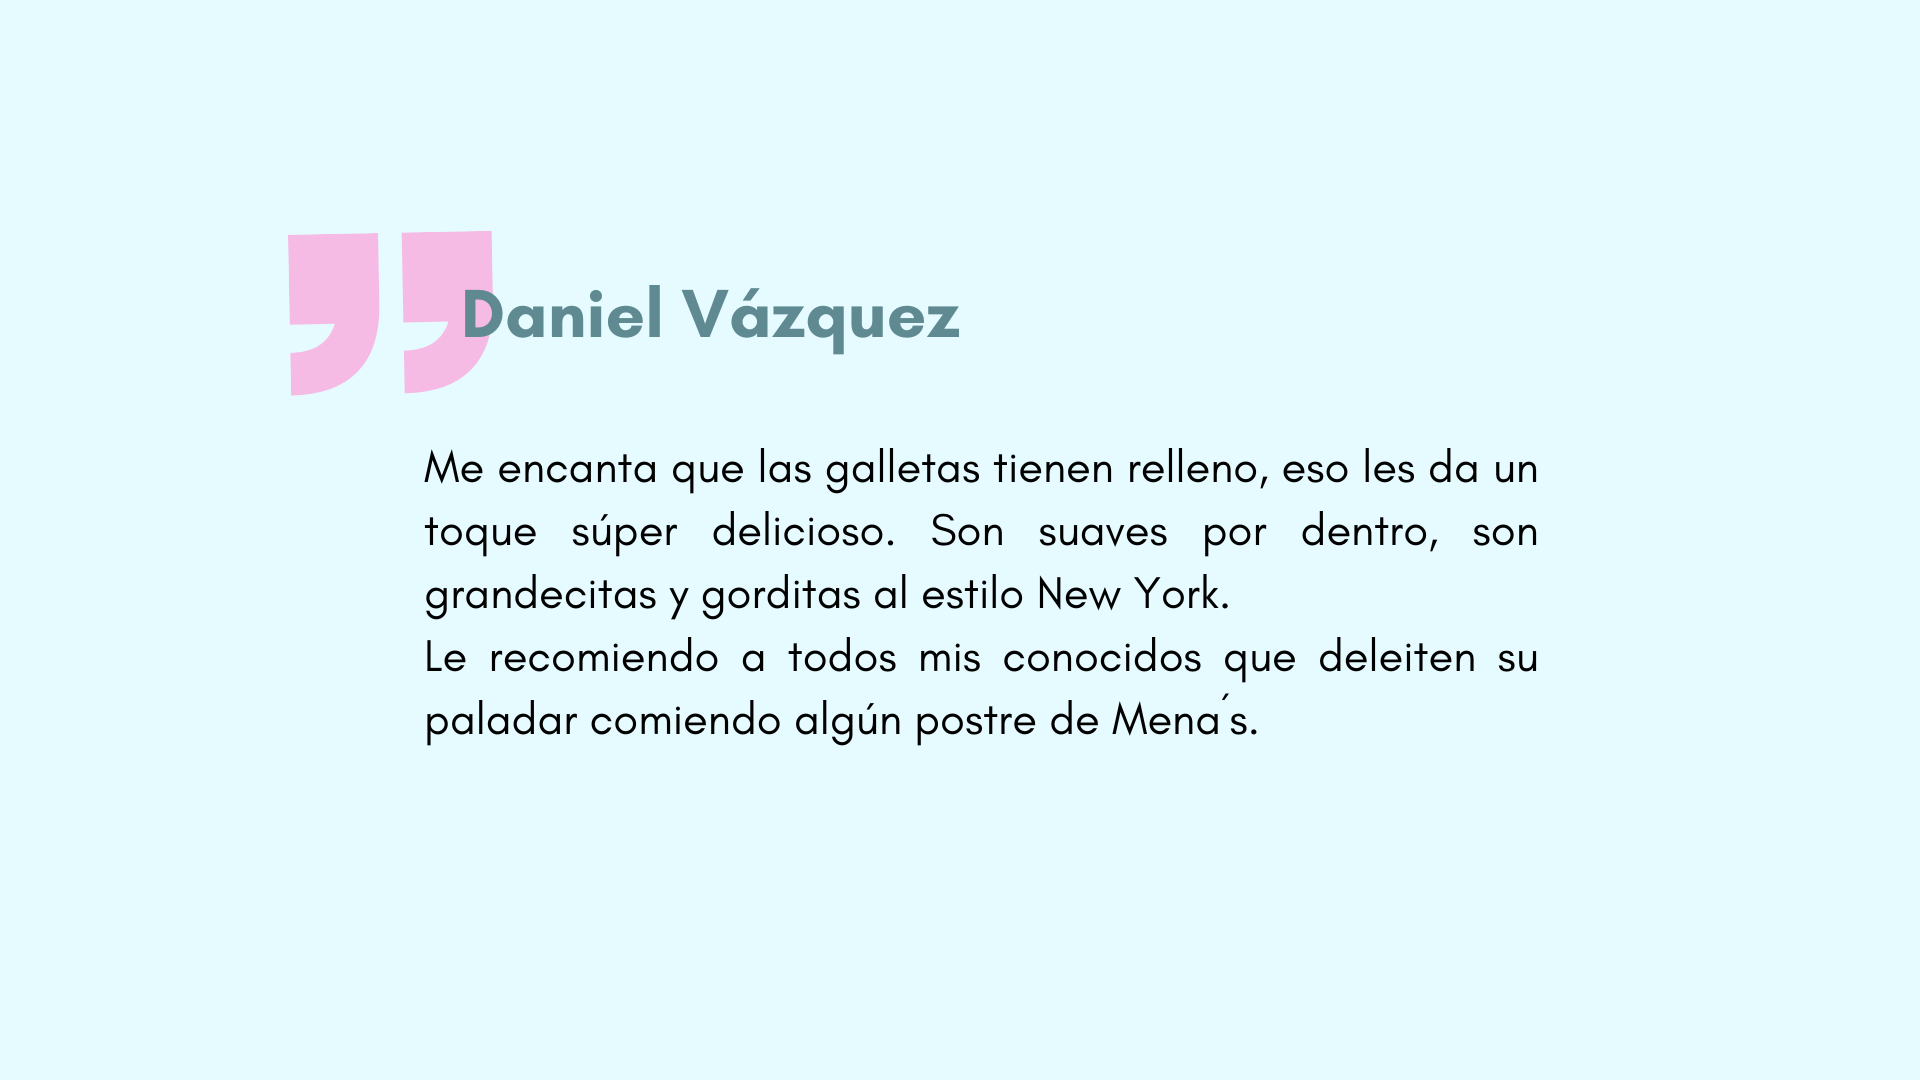 Daniel Vázquez
Me encanta que las galletas tienen relleno, eso les da un
toque súper delicioso. Son suaves por dentro, son
grandecitas y gorditas al estilo New York.
Le recomiendo a todos mis conocidos que deleiten su
paladar comiendo algún postre de Mena´s.